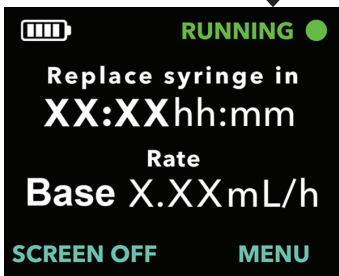 RUNNING
Replace syringe in
XX:XXhh:mm
Rate
Base X.XXmL/h
SCREEN OFF MENU